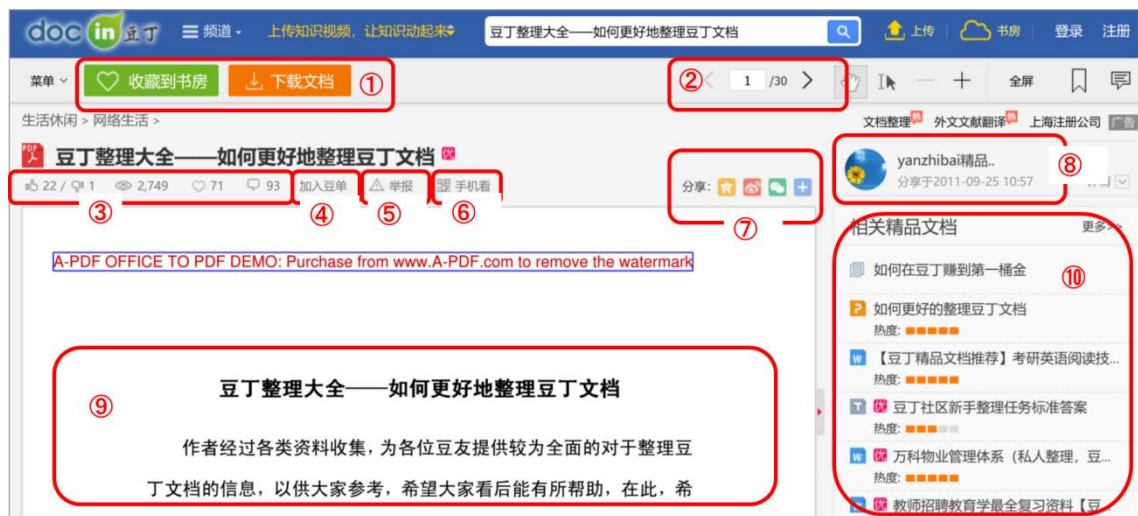 docin豆丁 频道 上传知识视频，让知识动起来 豆丁整理大全——如何更好地整理豆丁文档 上传 书房 登录 注册
菜单 收藏到书房 下载文档 ① ② 1 /30 全屏
生活休闲 > 网络生活 > 文档整理 热 外文文献翻译 热 上海注册公司 广告
PDF 豆丁整理大全——如何更好地整理豆丁文档 优
yanzhibai精品.. ⑧
22 / 1 2,749 71 93 加入豆单 举报 手机看 分享:
分享于2011-09-25 10:57
③ ④ ⑤ ⑥ ⑦
相关精品文档 更多>>
A-PDF OFFICE TO PDF DEMO: Purchase from www.A-PDF.com to remove the watermark
如何在豆丁赚到第一桶金 ⑩
P 如何更好的整理豆丁文档
热度:
W 【豆丁精品文档推荐】考研英语阅读技...
热度:
⑨ 豆丁整理大全——如何更好地整理豆丁文档
T 优 豆丁社区新手整理任务标准答案
热度:
作者经过各类资料收集，为各位豆友提供较为全面的对于整理豆
W 优 万科物业管理体系（私人整理，豆...
热度:
丁文档的信息，以供大家参考，希望大家看后能有所帮助，在此，希
W 优 教师招聘教育学最全复习资料【豆...